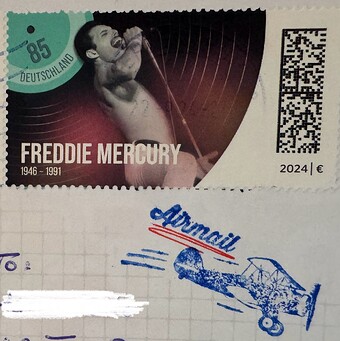 85
DEUTSCHLAND
FREDDIE MERCURY
1946 - 1991
2024 | €
Airmail
To: